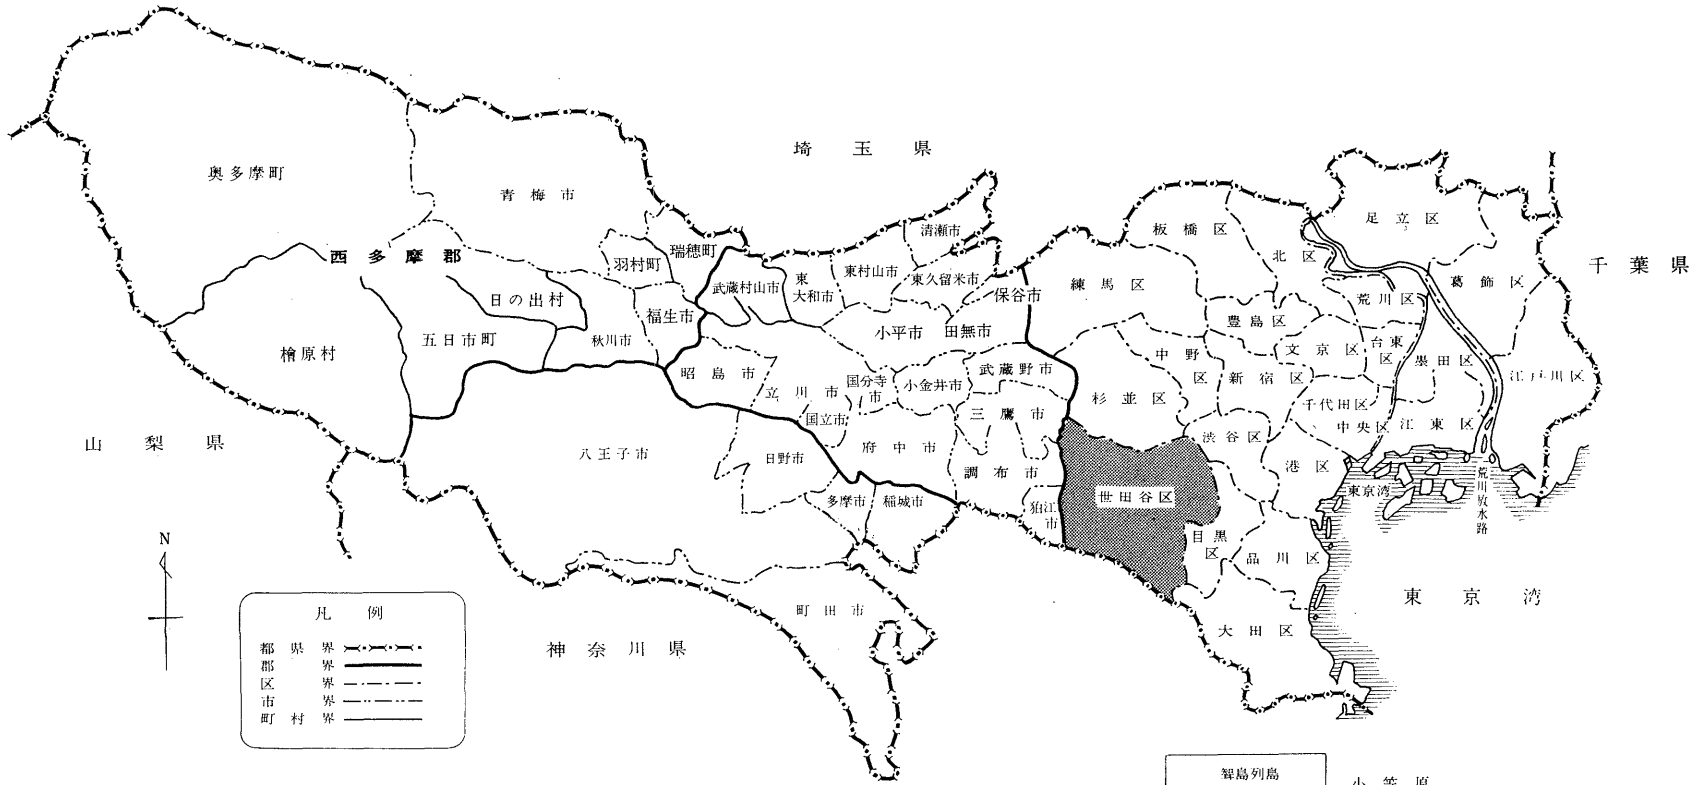 埼玉県
千葉県
山梨県
神奈川県
東京湾
奥多摩町
青梅市
西多摩郡
瑞穂町
羽村町
日の出村
福生市
五日市町
秋川市
檜原村
武蔵村山市
東
大和市
東村山市
清瀬市
東久留米市
保谷市
小平市
田無市
昭島市
立川市
国分寺
市
小金井市
武蔵野市
国立市
三鷹市
府中市
調布市
狛江
市
八王子市
日野市
多摩市
稲城市
町田市
板橋区
北区
足立区
葛飾区
練馬区
荒川区
豊島区
文京区
台東
区
墨田区
江戸川区
中野
区
新宿区
杉並区
千代田区
中央区
江東区
渋谷区
港区
世田谷区
目黒
区
品川区
大田区
東京湾
荒川放水路
N
凡例
都県界
郡界
区界
市界
町村界
聟島列島
小笠原